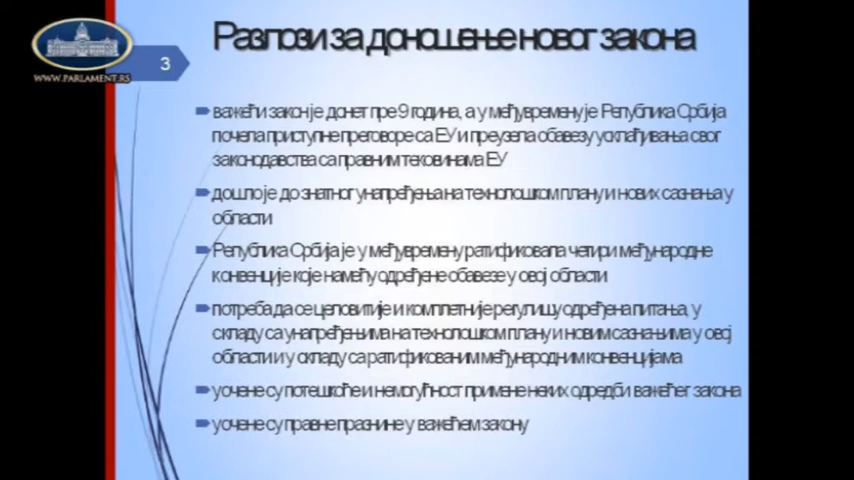 WWW.PARLAMENT.RS
3
Разлози за доношење новог закона
важећи закон је донет пре 9 година, а у међувремену је Република Србија
почела приступне преговоре са ЕУ и преузела обавезу усклађивања свог
законодавства са правним тековинама ЕУ
дошло је до знатног унапређења на технолошком плану и нових сазнања у
области
Република Србија је у међувремену ратификовала четири међународне
конвенције које намећу одређене обавезе у овој области
потреба да се целовитије и комплетније регулишу одређена питања, у
складу са унапређењима на технолошком плану и новим сазнањима у овој
области и у складу са ратификованим међународним конвенцијама
уочене су потешкоће и немогућност примене неких одредби важећег закона
уочене су правне празнине у важећем закону